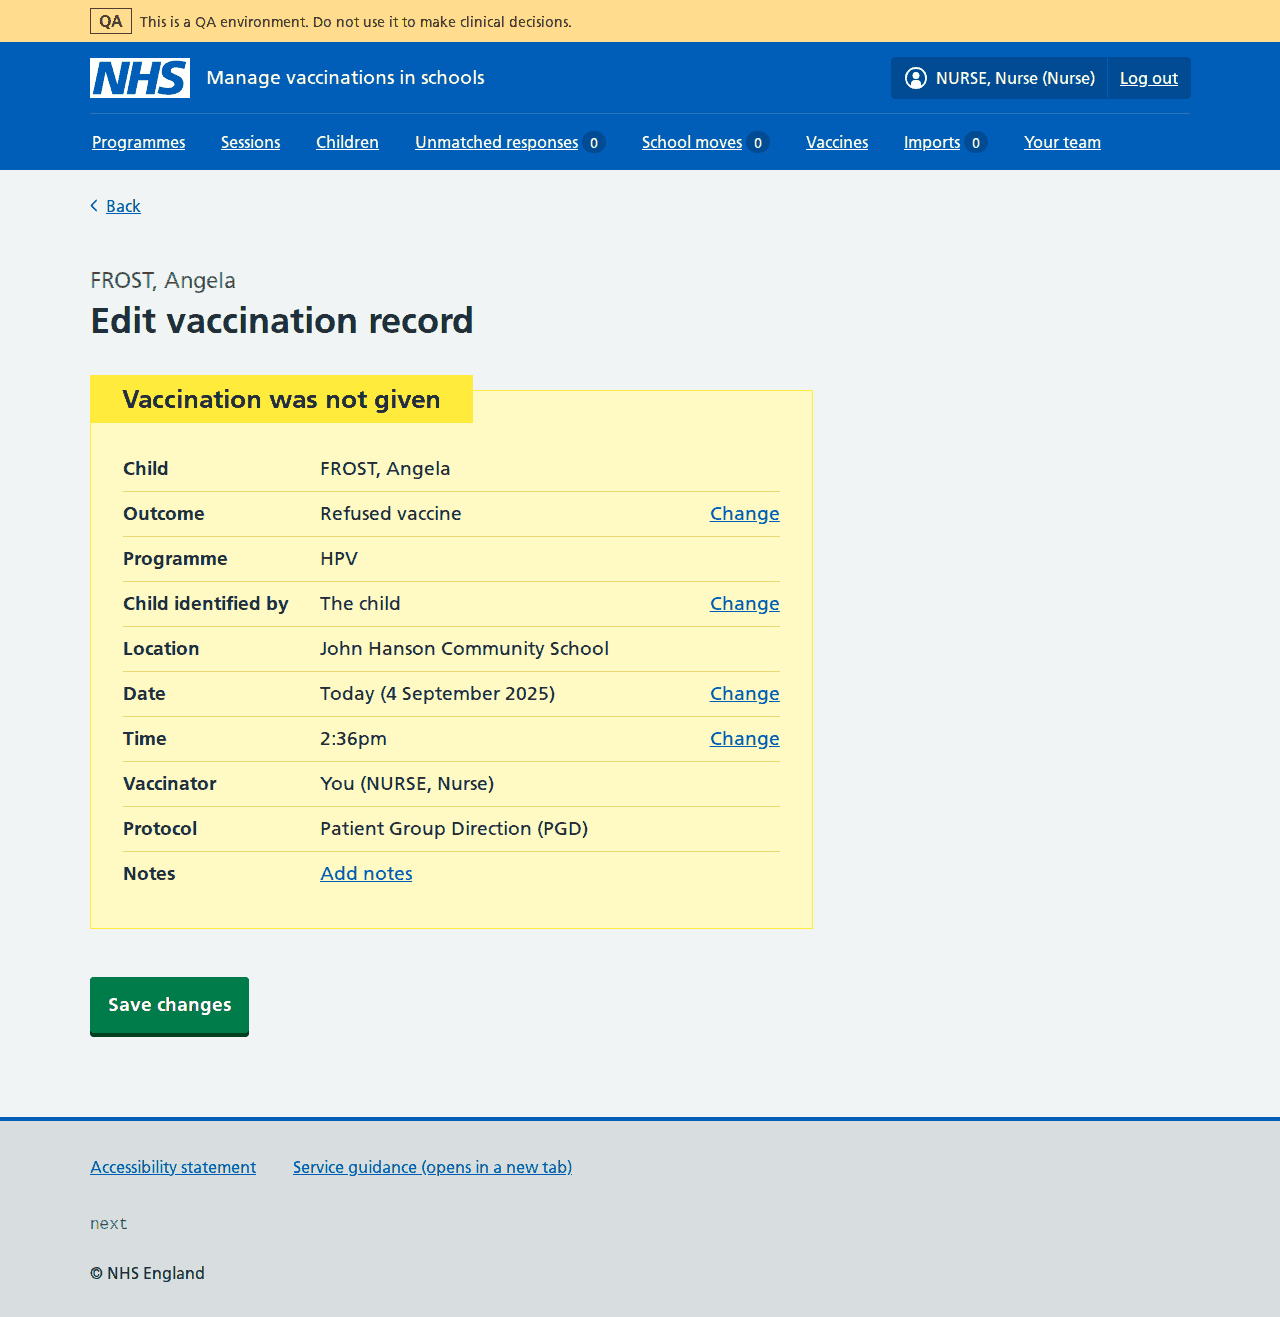 QA This is a QA environment. Do not use it to make clinical decisions.
NHS Manage vaccinations in schools NURSE, Nurse (Nurse) Log out
Programmes Sessions Children Unmatched responses 0 School moves 0 Vaccines Imports 0 Your team
Back
FROST, Angela
Edit vaccination record
Vaccination was not given
Child FROST, Angela
Outcome Refused vaccine Change
Programme HPV
Child identified by The child Change
Location John Hanson Community School
Date Today (4 September 2025) Change
Time 2:36pm Change
Vaccinator You (NURSE, Nurse)
Protocol Patient Group Direction (PGD)
Notes Add notes
Save changes
Accessibility statement Service guidance (opens in a new tab)
next
© NHS England